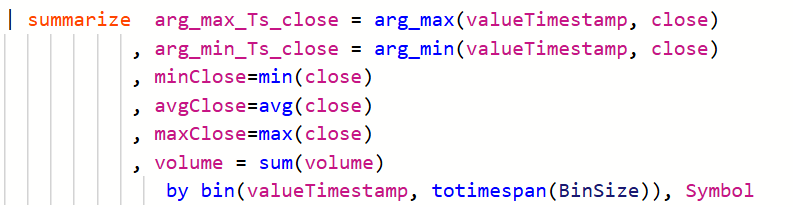 | summarize  arg_max_Ts_close = arg_max(valueTimestamp, close)
, arg_min_Ts_close = arg_min(valueTimestamp, close)
, minClose=min(close)
, avgClose=avg(close)
, maxClose=max(close)
, volume = sum(volume)
by bin(valueTimestamp, totimespan(BinSize)), Symbol